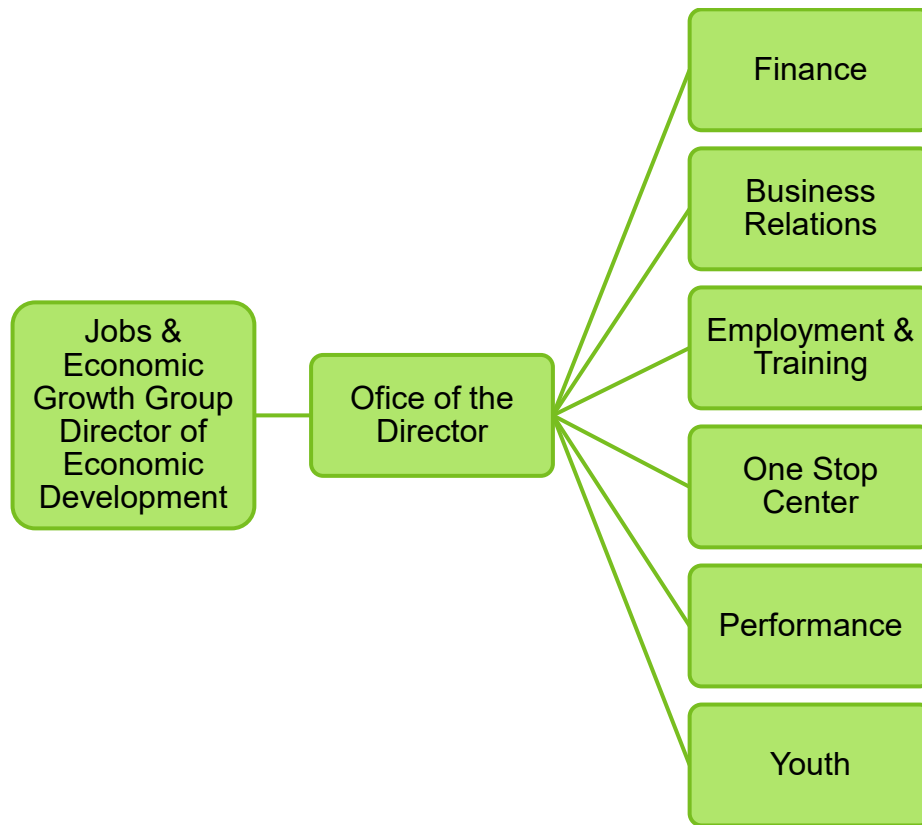 Jobs &
Economic
Growth Group
Director of
Economic
Development
Ofice of the
Director
Finance
Business
Relations
Employment &
Training
One Stop
Center
Performance
Youth